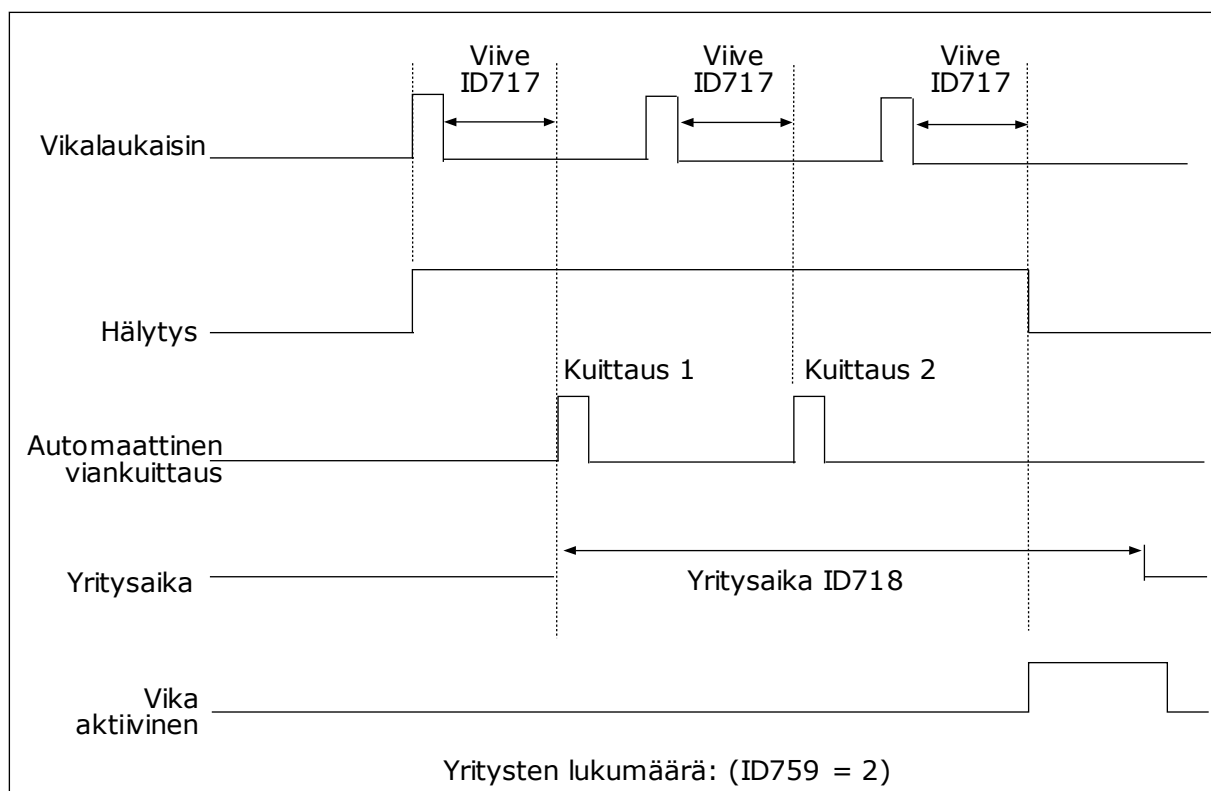 Viive
ID717
Viive
ID717
Viive
ID717
Vikalaukaisin
Hälytys
Kuittaus 1
Kuittaus 2
Automaattinen
viankuittaus
Yritysaika
Yritysaika ID718
Vika
aktiivinen
Yritysten lukumäärä: (ID759 = 2)